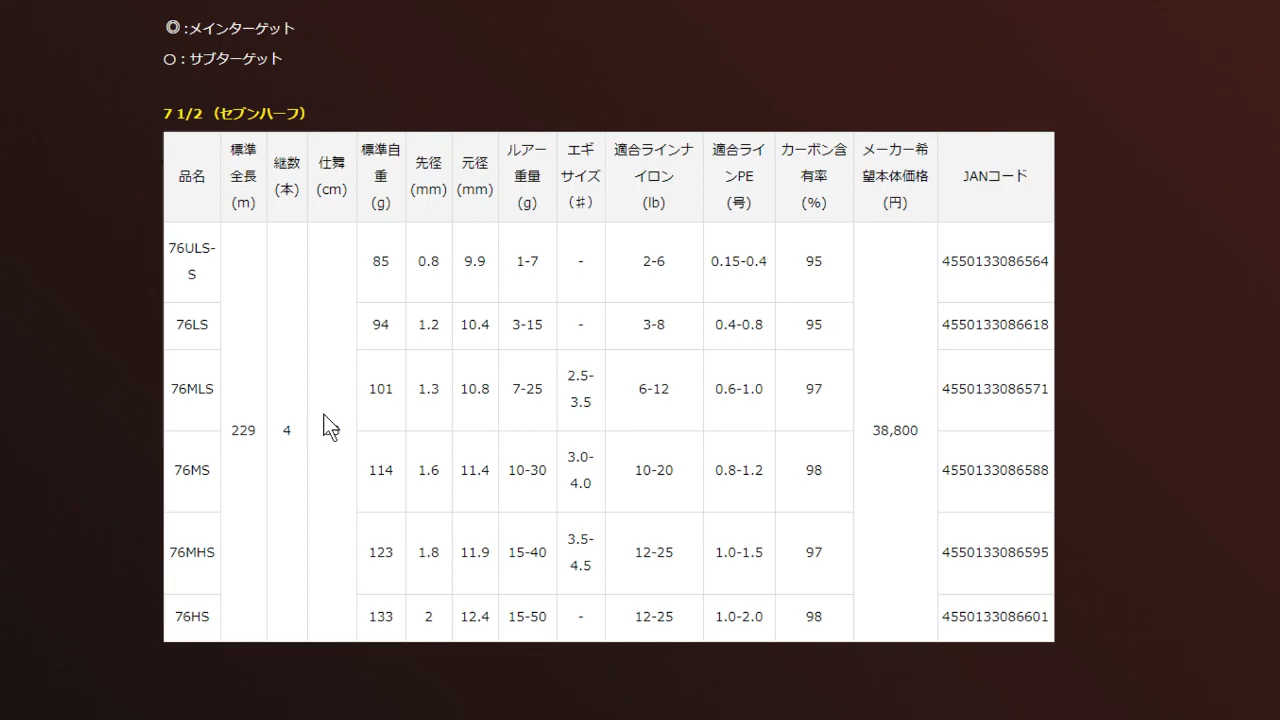 ◎:メインターゲット
○:サブターゲット
7 1/2 (セブンハーフ)
品名 標準全長(m) 継数(本) 仕舞(cm) 標準自重(g) 先径(mm) 元径(mm) ルアー重量(g) エギサイズ(♯) 適合ラインナイロン(lb) 適合ラインPE(号) カーボン含有率(%) メーカー希望本体価格(円) JANコード
76ULS-S 85 0.8 9.9 1-7 - 2-6 0.15-0.4 95 4550133086564
76LS 94 1.2 10.4 3-15 - 3-8 0.4-0.8 95 4550133086618
76MLS 101 1.3 10.8 7-25 2.5-3.5 6-12 0.6-1.0 97 4550133086571
229 4 38,800
76MS 114 1.6 11.4 10-30 3.0-4.0 10-20 0.8-1.2 98 4550133086588
76MHS 123 1.8 11.9 15-40 3.5-4.5 12-25 1.0-1.5 97 4550133086595
76HS 133 2 12.4 15-50 - 12-25 1.0-2.0 98 4550133086601